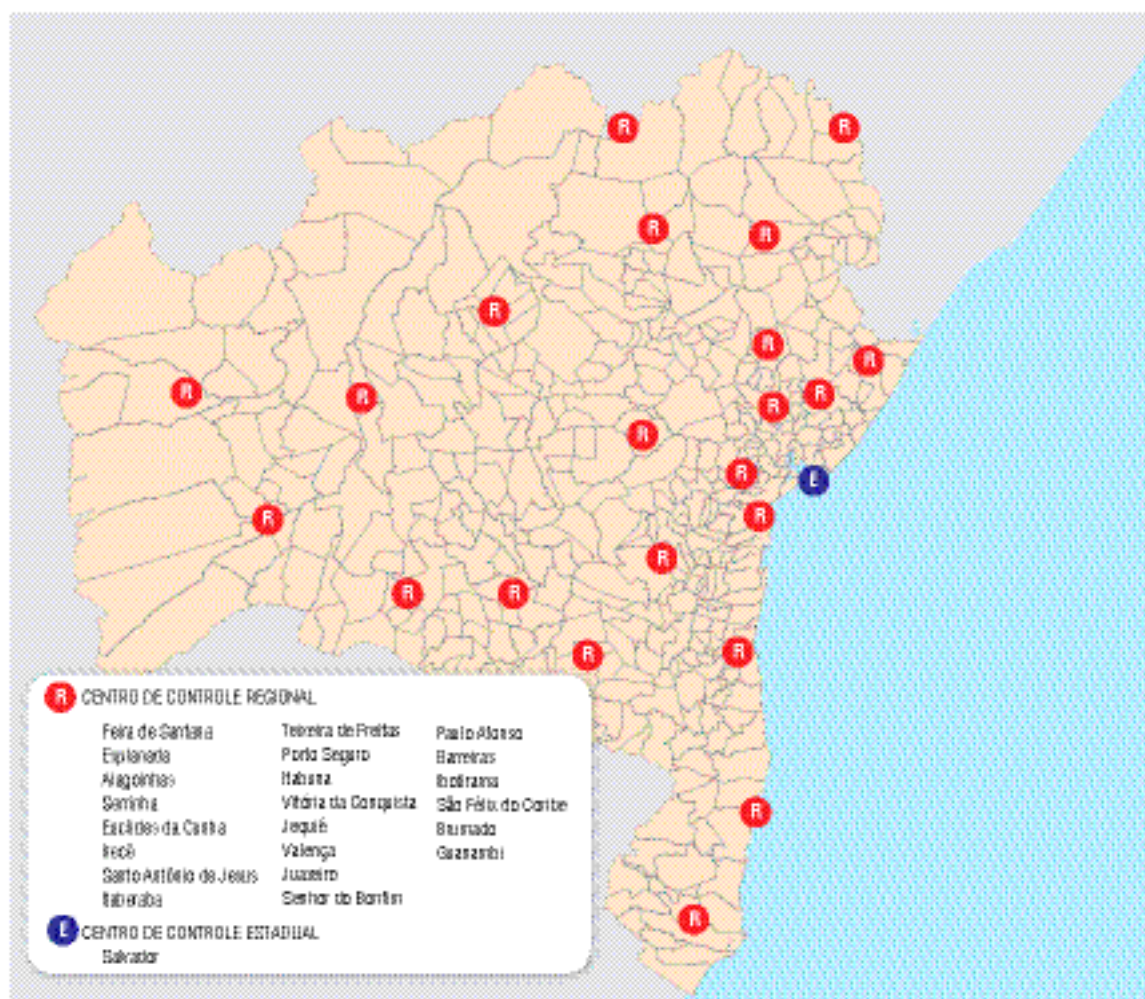 R CENTRO DE CONTROLE REGIONAL
Feira de Santana
Esplanada
Alagoinhas
Serrinha
Euclides da Cunha
Irecê
Santo Antônio de Jesus
Itaberaba
Teixeira de Freitas
Porto Seguro
Itabuna
Vitória da Conquista
Jequié
Valença
Juazeiro
Senhor do Bonfim
Paulo Afonso
Barreiras
Ibotirama
São Félix do Coribe
Brumado
Guanambi
E CENTRO DE CONTROLE ESTADUAL
Salvador
R
R
R
R
R
R
R
R
R
R
R
R
R
E
R
R
R
R
R
R
R
R
R